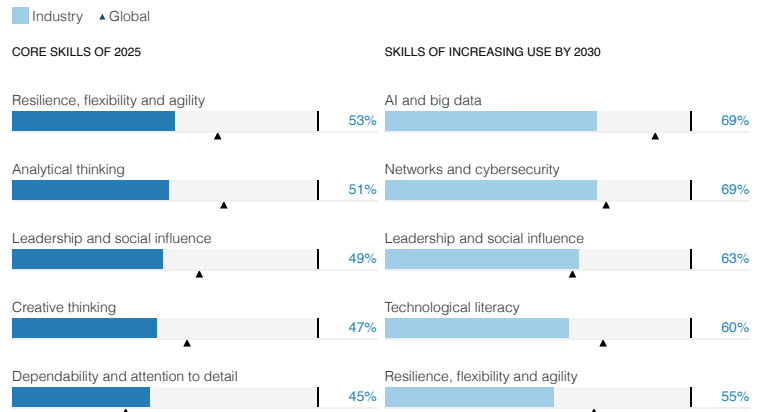 Industry ▲ Global
CORE SKILLS OF 2025
Resilience, flexibility and agility
53%
Analytical thinking
51%
Leadership and social influence
49%
Creative thinking
47%
Dependability and attention to detail
45%
SKILLS OF INCREASING USE BY 2030
AI and big data
69%
Networks and cybersecurity
69%
Leadership and social influence
63%
Technological literacy
60%
Resilience, flexibility and agility
55%